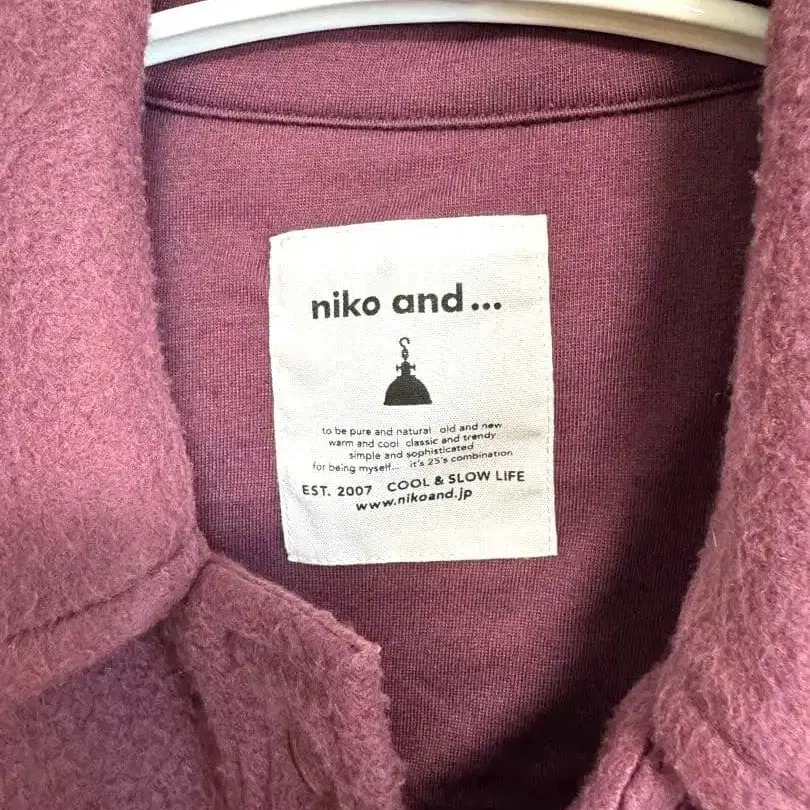 niko and ...
to be pure and natural old and new
warm and cool classic and trendy
simple and sophisticated
for being myself... it's 25's combination
EST. 2007 COOL & SLOW LIFE
www.nikoand.jp